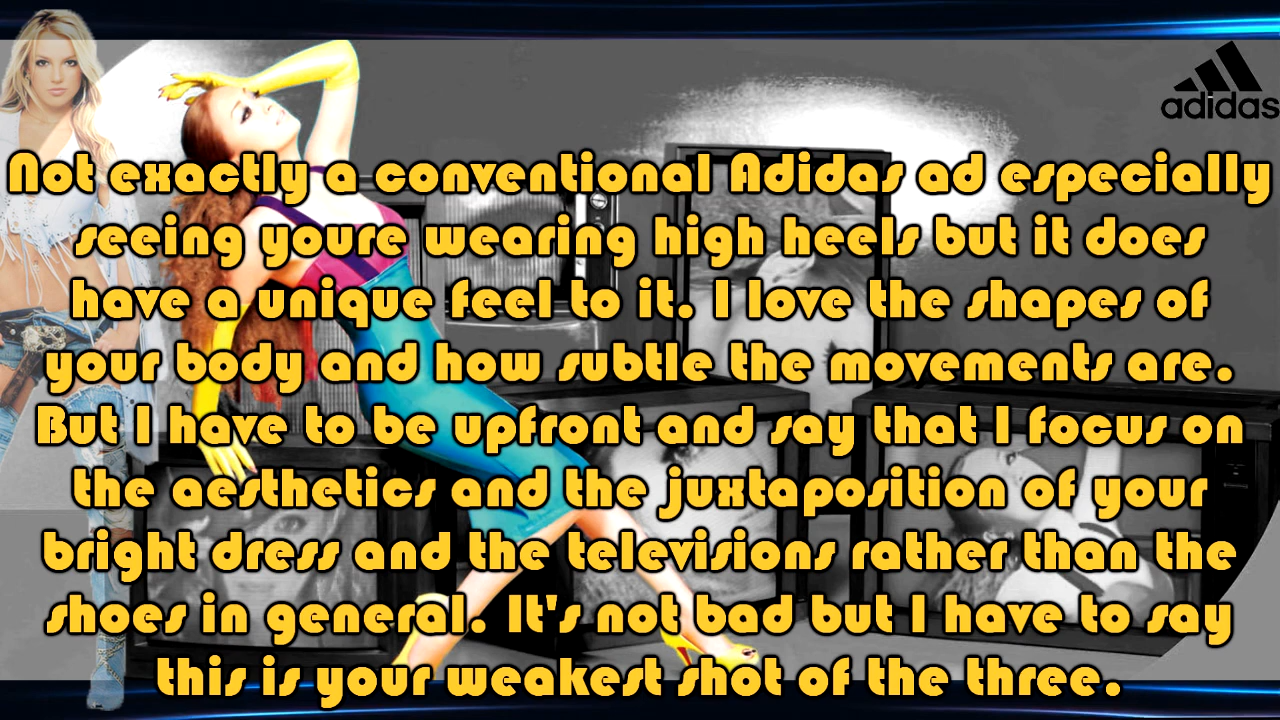 adidas
Not exactly a conventional Adidas ad especially
seeing youre wearing high heels but it does
have a unique feel to it. I love the shapes of
your body and how subtle the movements are.
But I have to be upfront and say that I focus on
the aesthetics and the juxtaposition of your
bright dress and the televisions rather than the
shoes in general. It's not bad but I have to say
this is your weakest shot of the three.